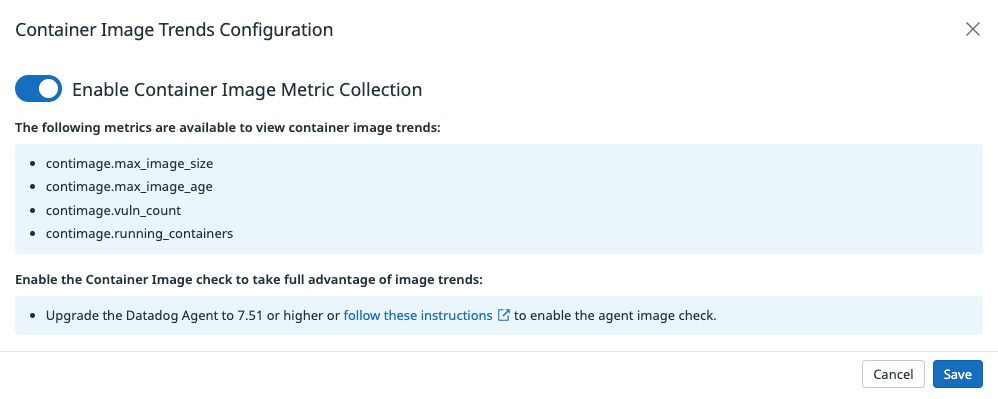 Container Image Trends Configuration
Enable Container Image Metric Collection
The following metrics are available to view container image trends:
contimage.max_image_size
contimage.max_image_age
contimage.vuln_count
contimage.running_containers
Enable the Container Image check to take full advantage of image trends:
Upgrade the Datadog Agent to 7.51 or higher or follow these instructions to enable the agent image check.
Cancel Save